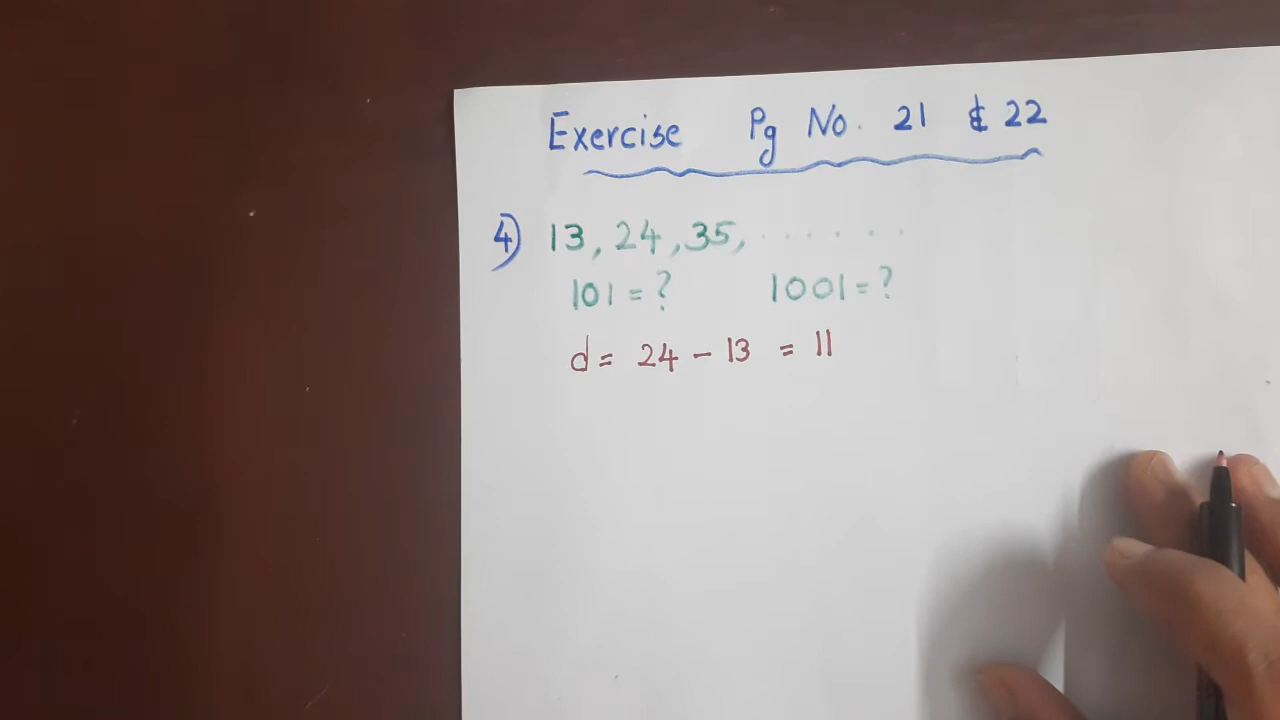 Exercise Pg No. 21 & 22
4) 13, 24, 35, . . . . . .
101 = ? 1001 = ?
d = 24 - 13 = 11